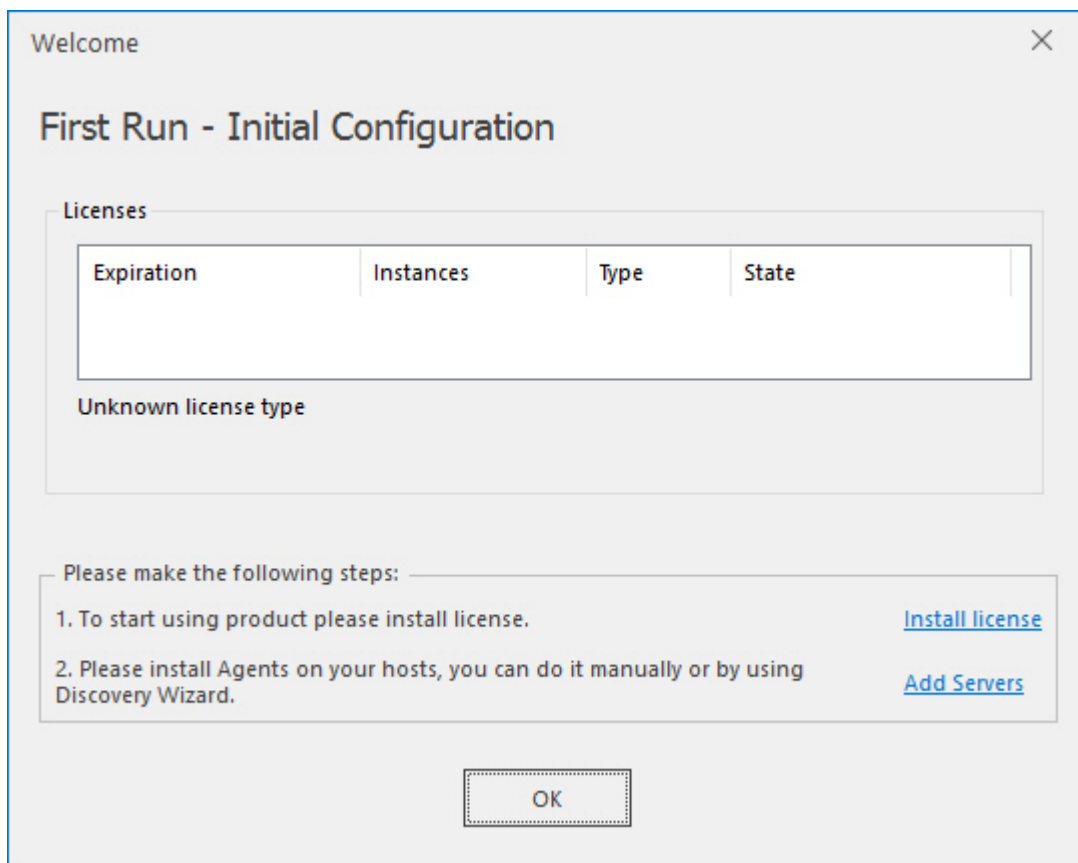 Welcome
First Run - Initial Configuration
Licenses
Expiration Instances Type State
Unknown license type
Please make the following steps:
1. To start using product please install license. Install license
2. Please install Agents on your hosts, you can do it manually or by using
Discovery Wizard. Add Servers
OK